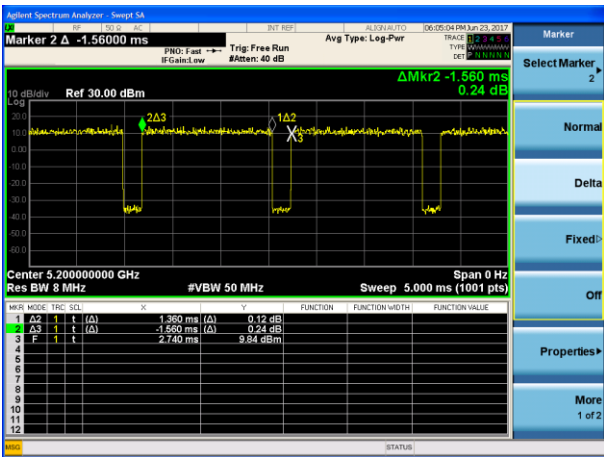 Agilent Spectrum Analyzer - Swept SA
RF 50 Ω AC INT REF ALIGN AUTO 06:05:04 PM Jun 23, 2017
Marker 2 Δ -1.56000 ms
PNO: Fast Trig: Free Run
IFGain:Low #Atten: 40 dB
Avg Type: Log-Pwr
TRACE 1 2 3 4 5 6
TYPE
DET P N N N N N
ΔMkr2 -1.560 ms
0.24 dB
10 dB/div Ref 30.00 dBm
Log
20.0
10.0
0.00
-10.0
-20.0
-30.0
-40.0
-50.0
-60.0
2Δ3
1Δ2
3
Center 5.200000000 GHz Span 0 Hz
Res BW 8 MHz #VBW 50 MHz Sweep 5.000 ms (1001 pts)
MKR MODE TRC SCL X Y FUNCTION FUNCTION WIDTH FUNCTION VALUE
1 Δ2 1 t (Δ) 1.360 ms (Δ) 0.12 dB
2 Δ3 1 t (Δ) -1.560 ms (Δ) 0.24 dB
3 F 1 t 2.740 ms 9.84 dBm
4
5
6
7
8
9
10
11
12
MSG STATUS
Marker
Select Marker
2
Normal
Delta
Fixed
Off
Properties
More
1 of 2